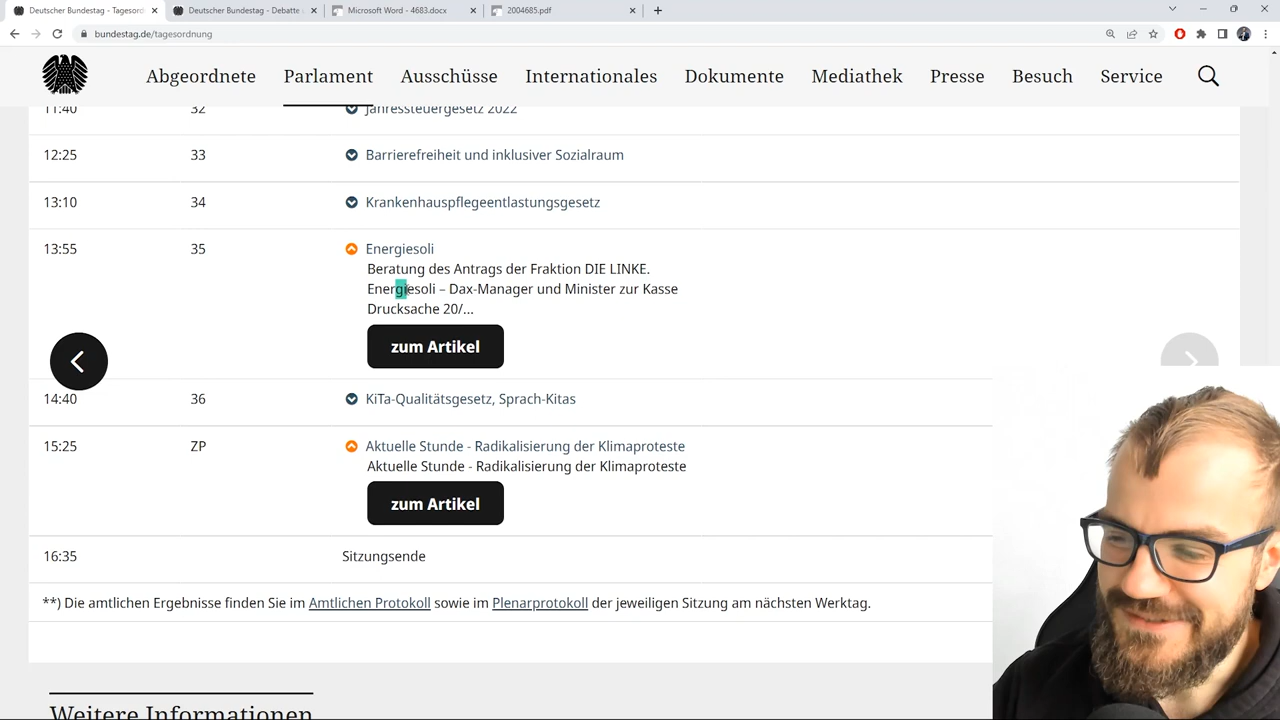 Deutscher Bundestag - Tagesord
Deutscher Bundestag - Debatte
Microsoft Word - 4683.docx
2004685.pdf
bundestag.de/tagesordnung
Abgeordnete Parlament Ausschüsse Internationales Dokumente Mediathek Presse Besuch Service
11:40 32 Jahressteuergesetz 2022
12:25 33 Barrierefreiheit und inklusiver Sozialraum
13:10 34 Krankenhauspflegeentlastungsgesetz
13:55 35 Energiesoli
Beratung des Antrags der Fraktion DIE LINKE.
Energiesoli – Dax-Manager und Minister zur Kasse
Drucksache 20/...
zum Artikel
14:40 36 KiTa-Qualitätsgesetz, Sprach-Kitas
15:25 ZP Aktuelle Stunde - Radikalisierung der Klimaproteste
Aktuelle Stunde - Radikalisierung der Klimaproteste
zum Artikel
16:35 Sitzungsende
**) Die amtlichen Ergebnisse finden Sie im Amtlichen Protokoll sowie im Plenarprotokoll der jeweiligen Sitzung am nächsten Werktag.
Weitere Informationen